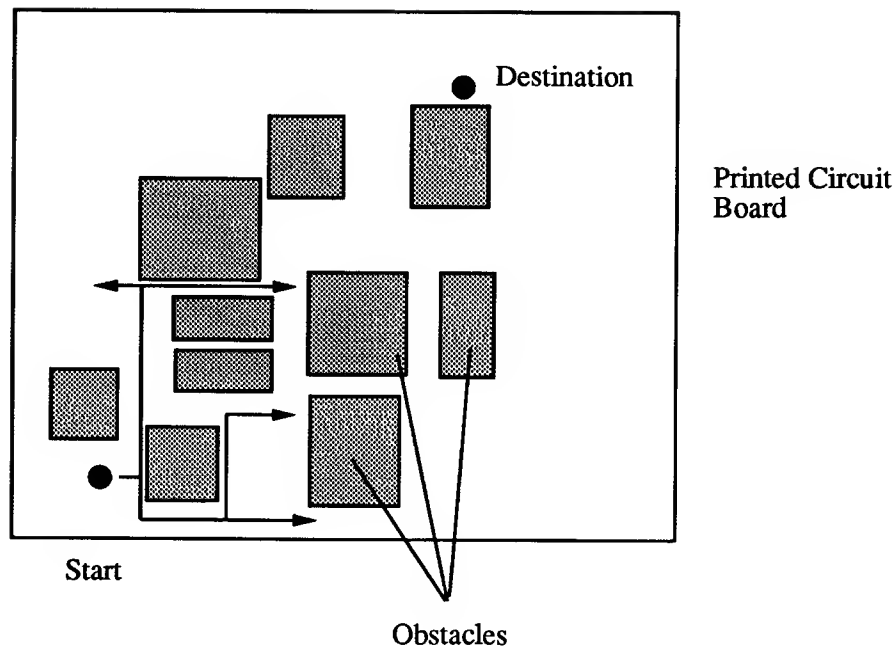 Destination
Printed Circuit
Board
Start
Obstacles